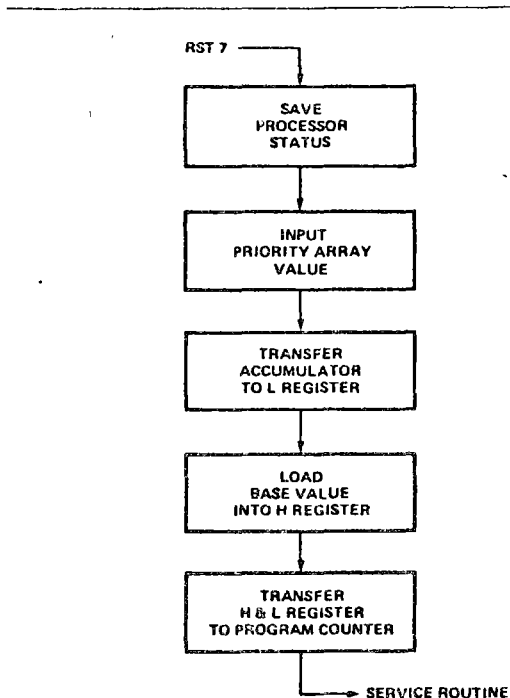 RST 7
SAVE
PROCESSOR
STATUS
INPUT
PRIORITY ARRAY
VALUE
TRANSFER
ACCUMULATOR
TO L REGISTER
LOAD
BASE VALUE
INTO H REGISTER
TRANSFER
H & L REGISTER
TO PROGRAM COUNTER
SERVICE ROUTINE